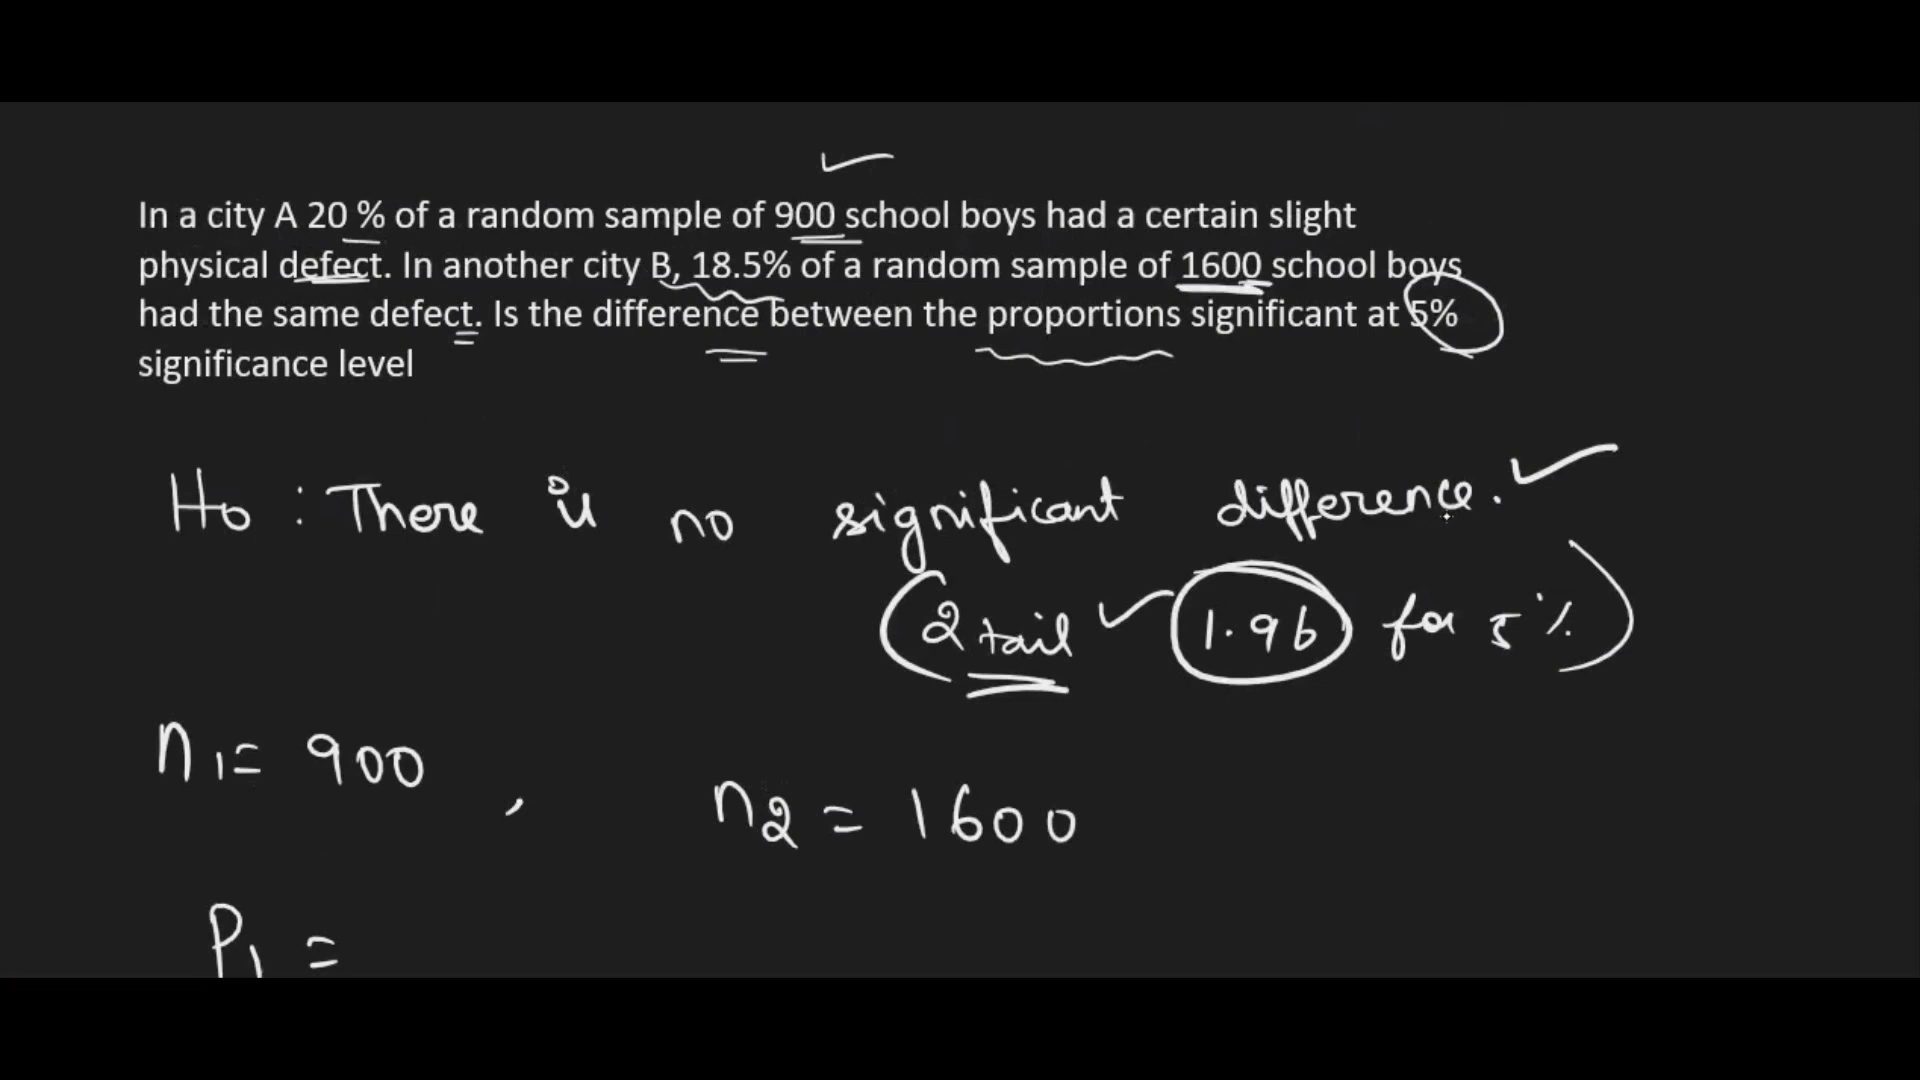 In a city A 20 % of a random sample of 900 school boys had a certain slight
physical defect. In another city B, 18.5% of a random sample of 1600 school boys
had the same defect. Is the difference between the proportions significant at 5%
significance level
Ho : There is no significant difference.
(2 tail 1.96 for 5%)
n1 = 900 , n2 = 1600
P1 =